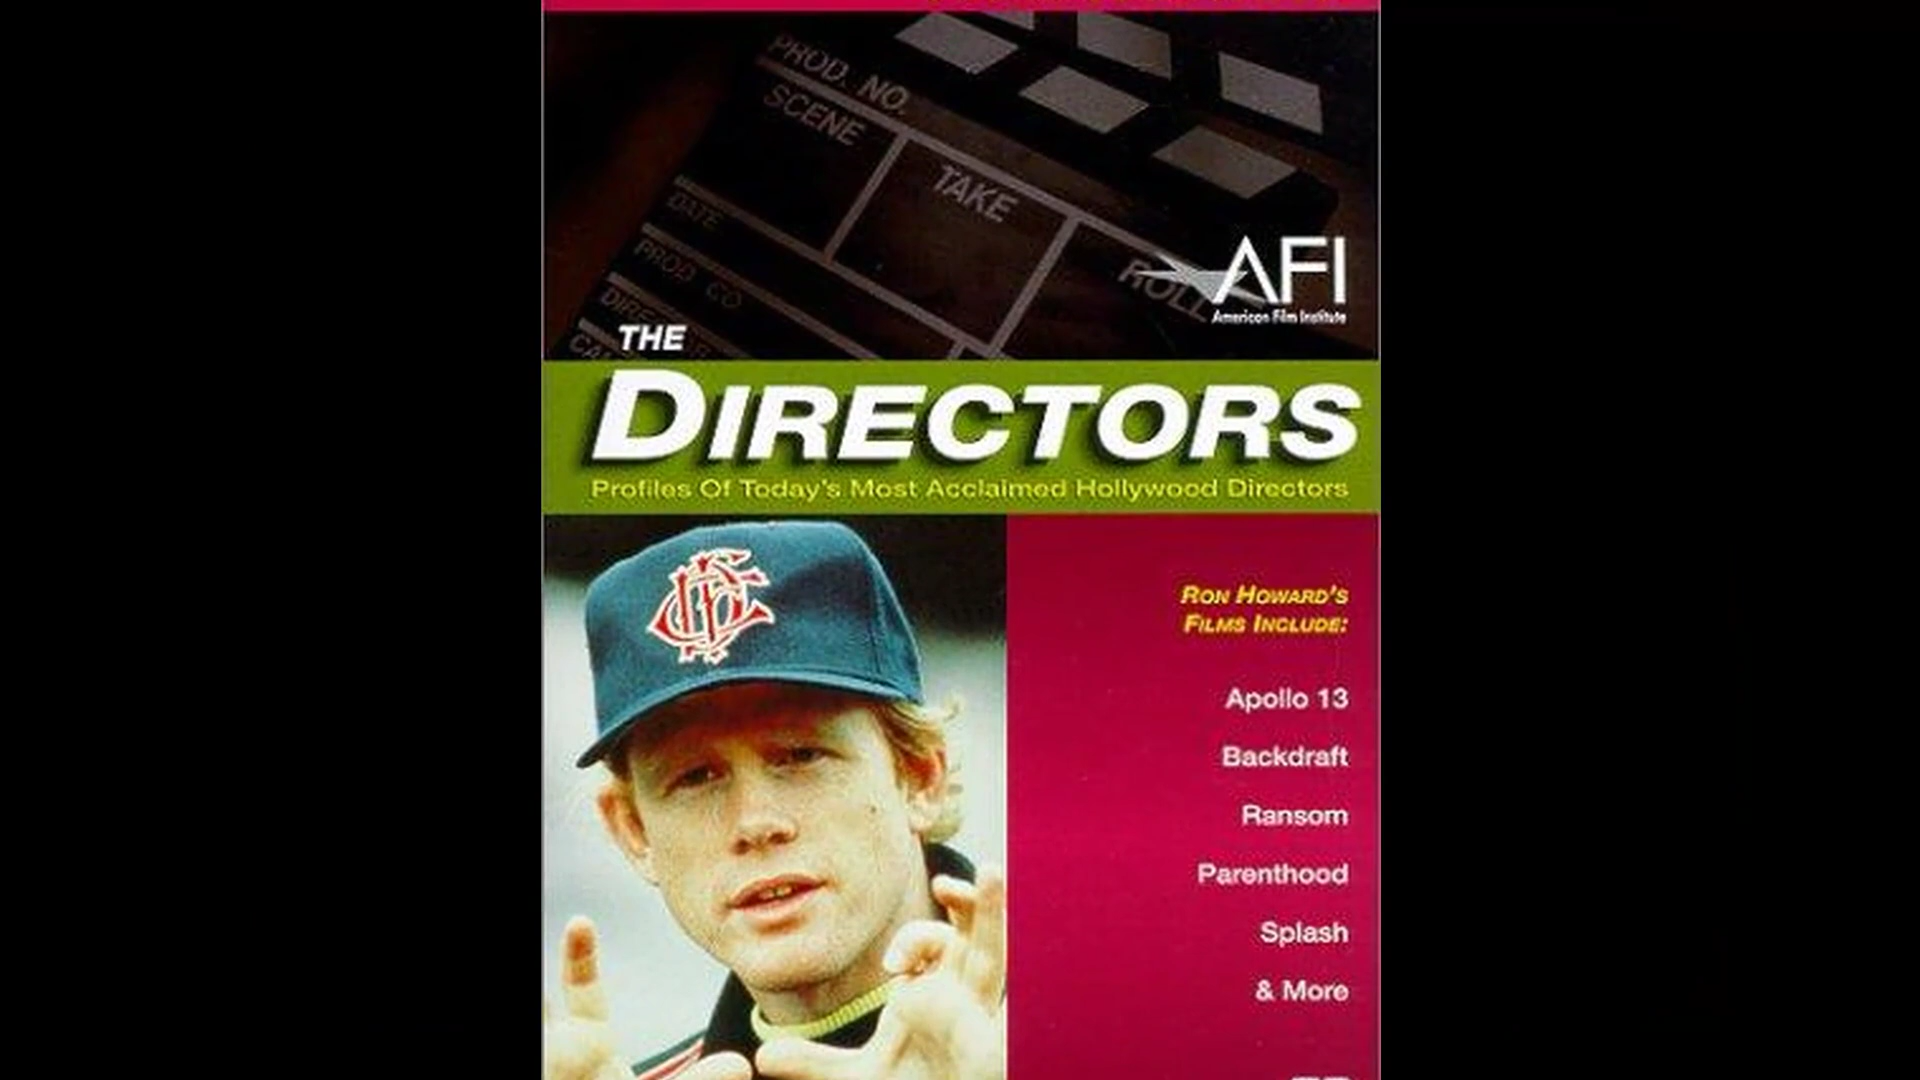 PROD. NO.
SCENE
TAKE
ROLL
DATE
PROD CO
AFI
American Film Institute
THE
DIRECTORS
Profiles Of Today's Most Acclaimed Hollywood Directors
RON HOWARD'S
FILMS INCLUDE:
Apollo 13
Backdraft
Ransom
Parenthood
Splash
& More